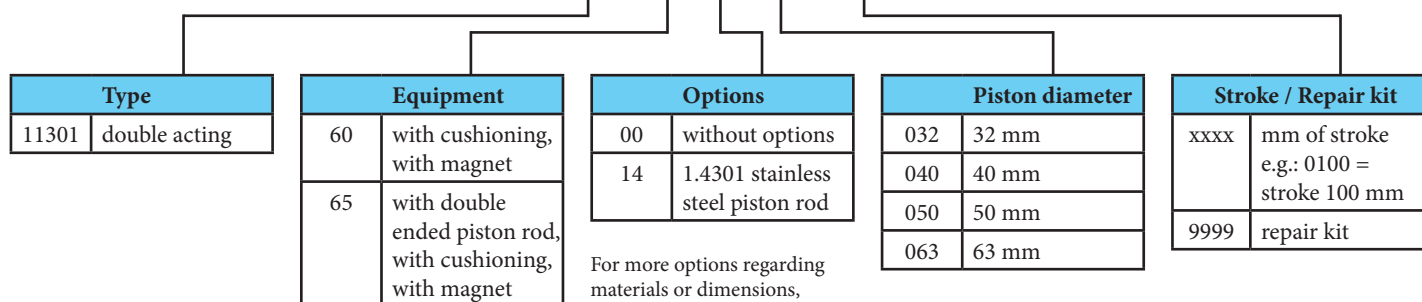 Type
11301 double acting
Equipment
60 with cushioning,
with magnet
65 with double
ended piston rod,
with cushioning,
with magnet
Options
00 without options
14 1.4301 stainless
steel piston rod
For more options regarding
materials or dimensions,
Piston diameter
032 32 mm
040 40 mm
050 50 mm
063 63 mm
Stroke / Repair kit
xxxx mm of stroke
e.g.: 0100 =
stroke 100 mm
9999 repair kit